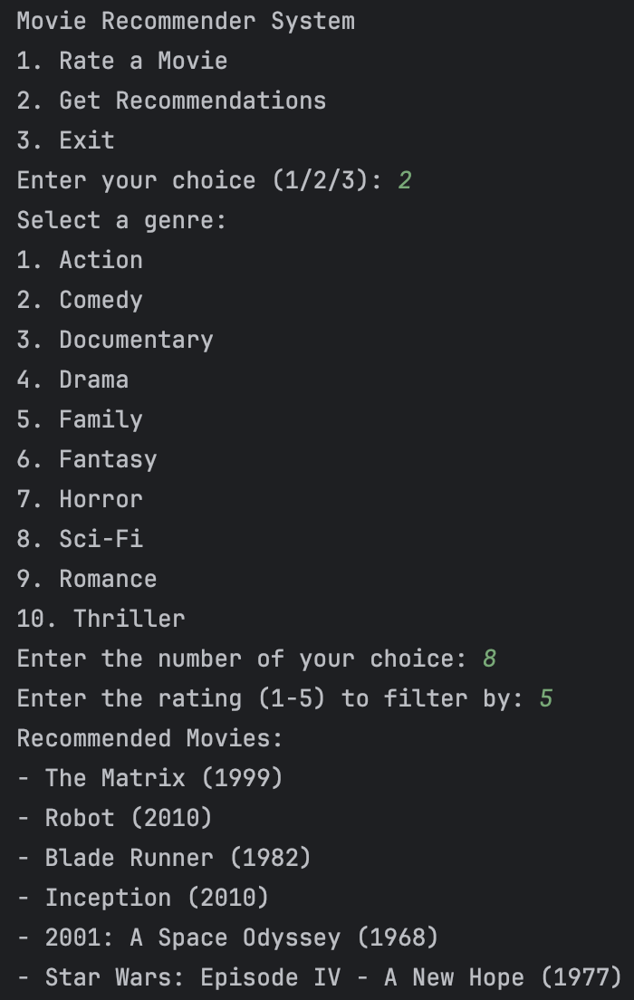 Movie Recommender System
1. Rate a Movie
2. Get Recommendations
3. Exit
Enter your choice (1/2/3): 2
Select a genre:
1. Action
2. Comedy
3. Documentary
4. Drama
5. Family
6. Fantasy
7. Horror
8. Sci-Fi
9. Romance
10. Thriller
Enter the number of your choice: 8
Enter the rating (1-5) to filter by: 5
Recommended Movies:
- The Matrix (1999)
- Robot (2010)
- Blade Runner (1982)
- Inception (2010)
- 2001: A Space Odyssey (1968)
- Star Wars: Episode IV - A New Hope (1977)